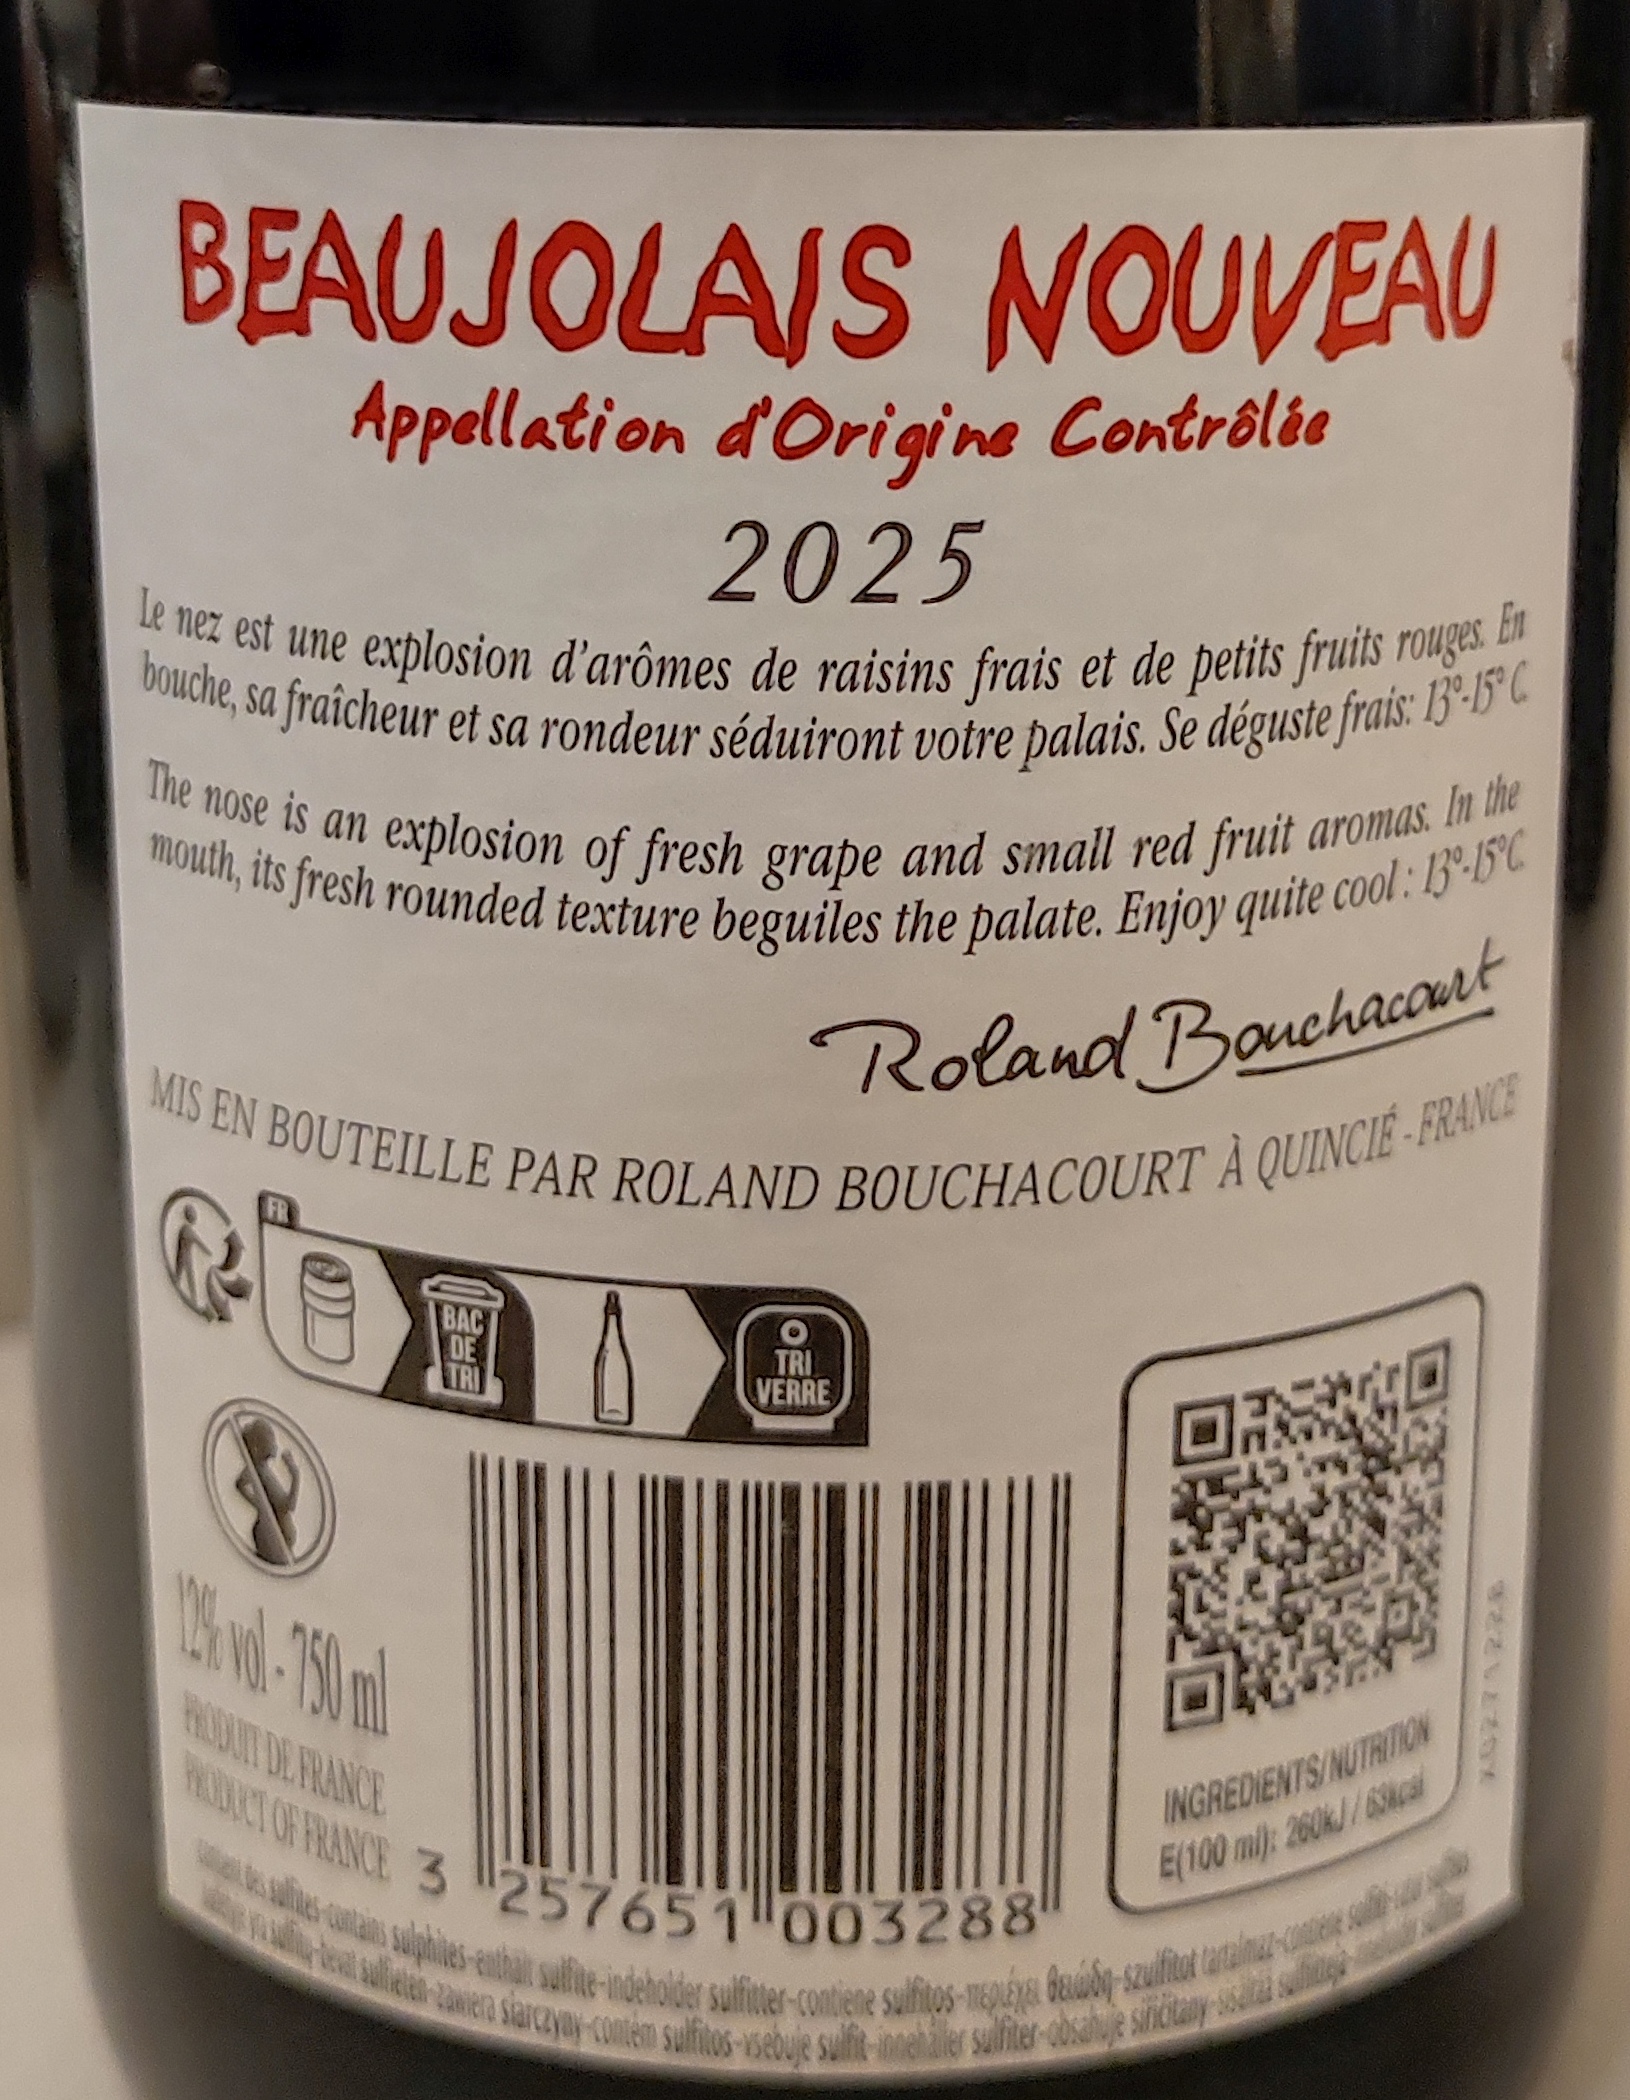 BEAUJOLAIS NOUVEAU
Appellation d'Origine Contrôlée
2025
Le nez est une explosion d'arômes de raisins frais et de petits fruits rouges. En
bouche, sa fraîcheur et sa rondeur séduiront votre palais. Se déguste frais: 13°-15° C.
The nose is an explosion of fresh grape and small red fruit aromas. In the
mouth, its fresh rounded texture beguiles the palate. Enjoy quite cool : 13°-15°C.
Roland Bouchacourt
MIS EN BOUTEILLE PAR ROLAND BOUCHACOURT À QUINCIÉ - FRANCE
FR
BAC
DE
TRI
TRI
VERRE
12% vol - 750 ml
PRODUIT DE FRANCE
PRODUCT OF FRANCE
3 257651 003288
INGREDIENTS/NUTRITION
E(100 ml): 260kJ / 63kcal
des sulfites-contains sulphites-enthält sulfite-indeholder sulfitter-contiene sulfitos-περιέχει θειώδη-szulfitot tartalmaz-contiene
sulfieten-zawiera siarczyny-contém sulfitos-vsebuje sulfit-innehåller sulfiter-obsahuje siřičitany